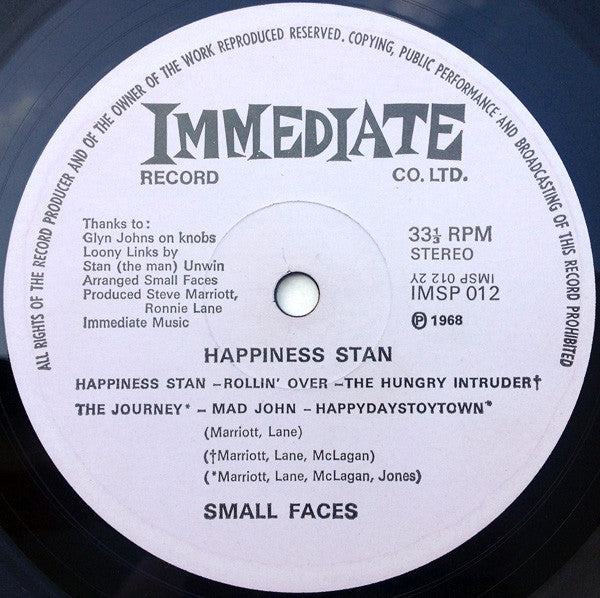 ALL RIGHTS OF THE RECORD PRODUCER AND OF THE OWNER OF THE WORK REPRODUCED RESERVED. COPYING, PUBLIC PERFORMANCE AND BROADCASTING OF THIS RECORD PROHIBITED
IMMEDIATE
RECORD CO. LTD.
Thanks to:
Glyn Johns on knobs
Loony Links by
Stan (the man) Unwin
Arranged Small Faces
Produced Steve Marriott,
Ronnie Lane
Immediate Music
33⅓ RPM
STEREO
IMSP 012 2Y
IMSP 012
℗ 1968
HAPPINESS STAN
HAPPINESS STAN –ROLLIN' OVER –THE HUNGRY INTRUDER†
THE JOURNEY* – MAD JOHN – HAPPYDAYSTOYTOWN*
(Marriott, Lane)
(†Marriott, Lane, McLagan)
(*Marriott, Lane, McLagan, Jones)
SMALL FACES